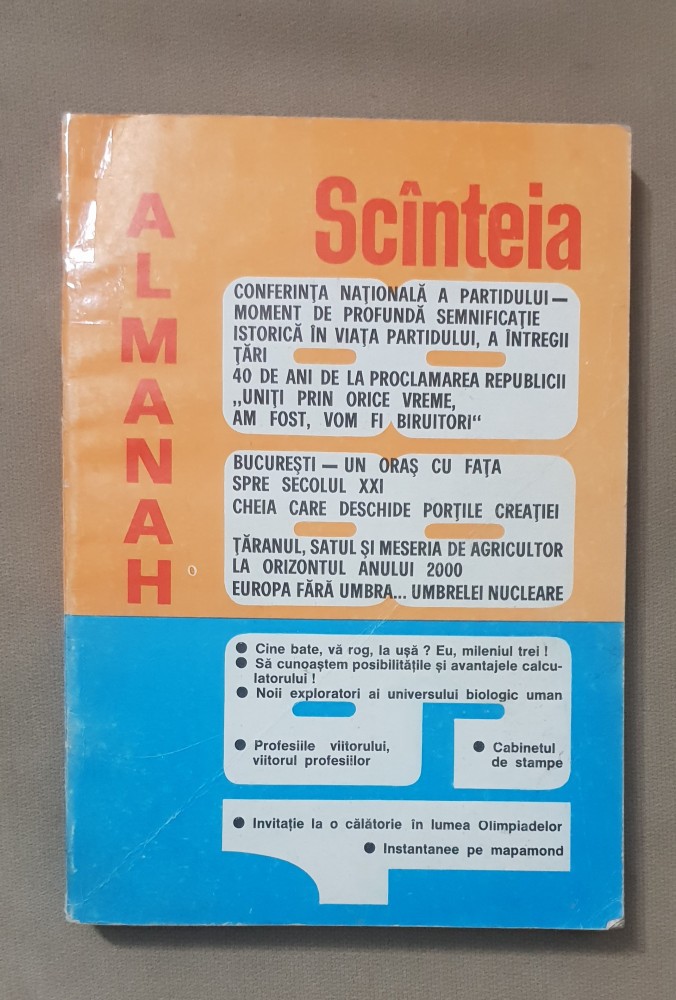 ALMANAH
Scînteia
CONFERINȚA NAȚIONALĂ A PARTIDULUI —
MOMENT DE PROFUNDĂ SEMNIFICAȚIE
ISTORICĂ ÎN VIAȚA PARTIDULUI, A ÎNTREGII
ȚĂRI
40 DE ANI DE LA PROCLAMAREA REPUBLICII
„UNIȚI PRIN ORICE VREME,
AM FOST, VOM FI BIRUITORI“
BUCUREȘTI — UN ORAȘ CU FAȚA
SPRE SECOLUL XXI
CHEIA CARE DESCHIDE PORȚILE CREAȚIEI
ȚĂRANUL, SATUL ȘI MESERIA DE AGRICULTOR
LA ORIZONTUL ANULUI 2000
EUROPA FĂRĂ UMBRA... UMBRELEI NUCLEARE
● Cine bate, vă rog, la ușă ? Eu, mileniul trei !
● Să cunoaștem posibilitățile și avantajele calcu-
latorului !
● Noii exploratori ai universului biologic uman
● Profesiile viitorului,
viitorul profesiilor
● Cabinetul
de stampe
● Invitație la o călătorie în lumea Olimpiadelor
● Instantanee pe mapamond